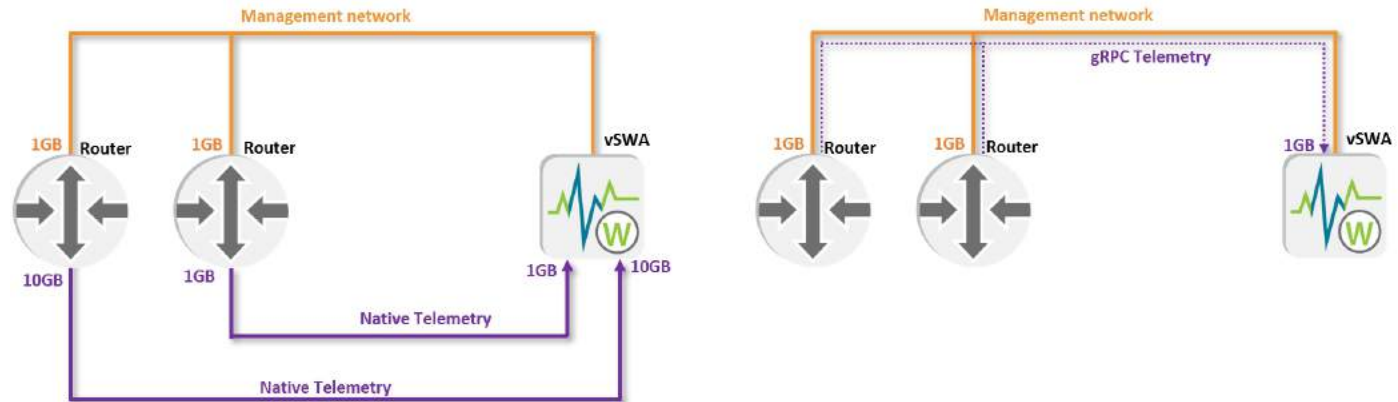 Management network
1GB
Router
1GB
Router
vSWA
W
10GB
1GB
1GB
10GB
Native Telemetry
Native Telemetry
Management network
gRPC Telemetry
1GB
Router
1GB
Router
1GB
vSWA
W